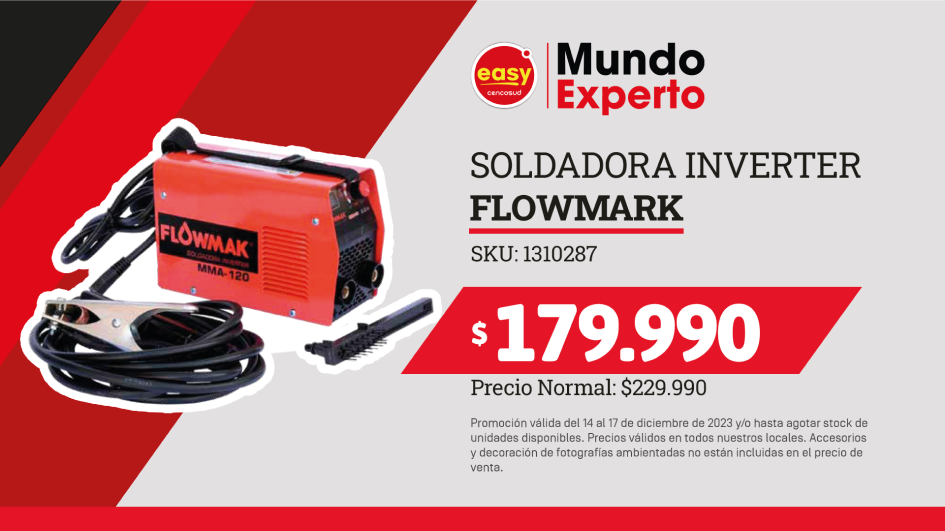 easy
cencosud
Mundo
Experto
SOLDADORA INVERTER
FLOWMARK
SKU: 1310287
FLOWMAK
SOLDADORA INVERTER
MMA-120
$179.990
Precio Normal: $229.990
Promoción válida del 14 al 17 de diciembre de 2023 y/o hasta agotar stock de
unidades disponibles. Precios válidos en todos nuestros locales. Accesorios
y decoración de fotografías ambientadas no están incluidas en el precio de
venta.